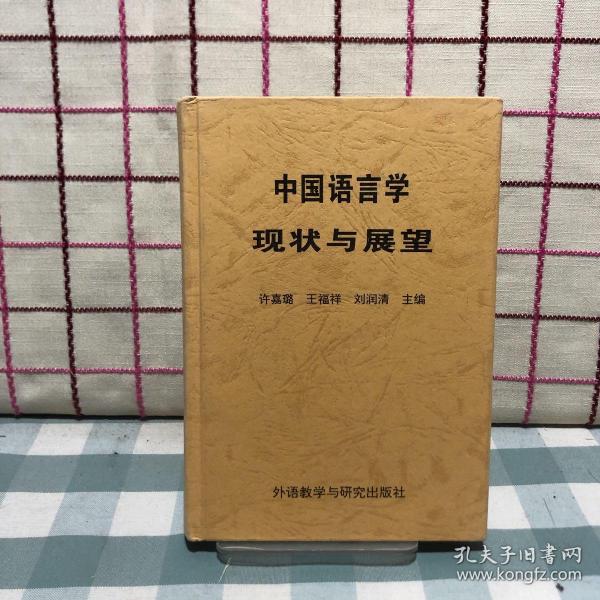 中国语言学
现状与展望
许嘉璐 王福祥 刘润清 主编
外语教学与研究出版社
孔夫子旧书网
www.kongfz.com